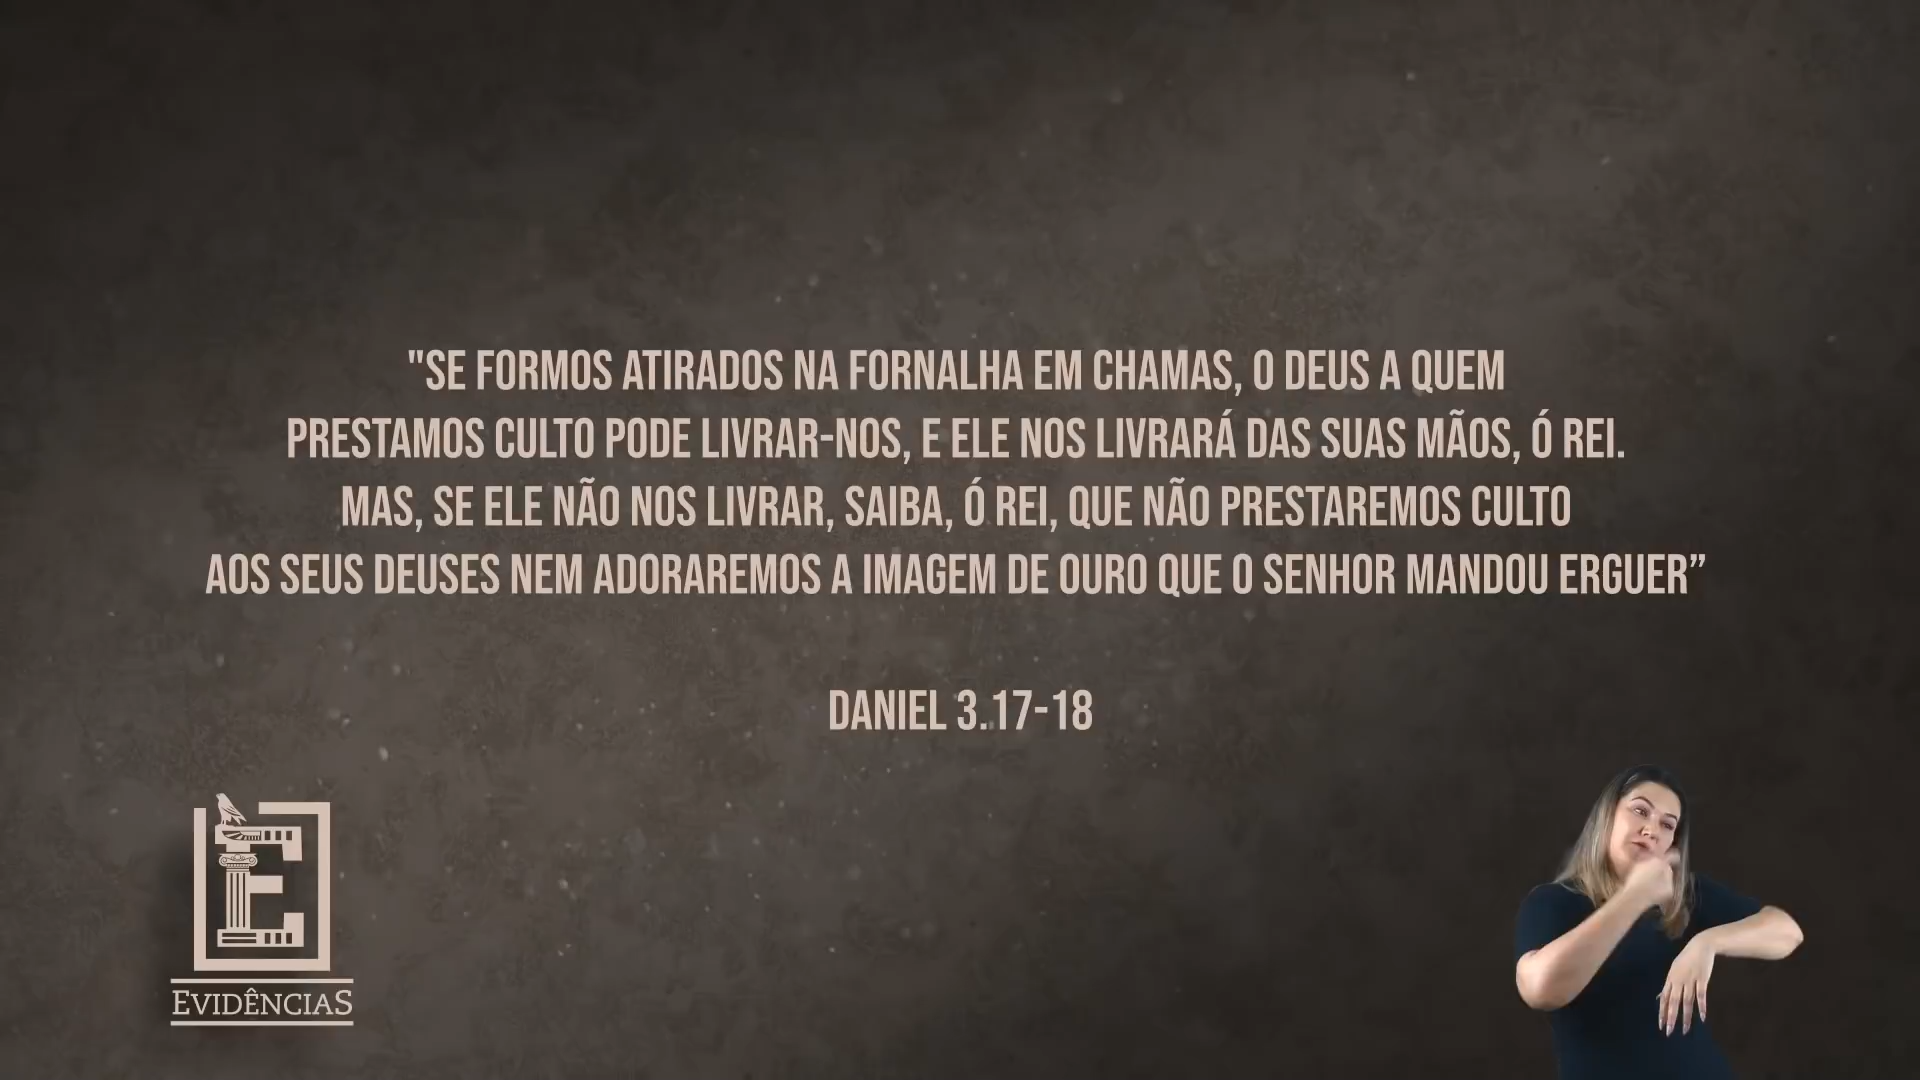 "SE FORMOS ATIRADOS NA FORNALHA EM CHAMAS, O DEUS A QUEM
PRESTAMOS CULTO PODE LIVRAR-NOS, E ELE NOS LIVRARÁ DAS SUAS MÃOS, Ó REI.
MAS, SE ELE NÃO NOS LIVRAR, SAIBA, Ó REI, QUE NÃO PRESTAREMOS CULTO
AOS SEUS DEUSES NEM ADORAREMOS A IMAGEM DE OURO QUE O SENHOR MANDOU ERGUER”
DANIEL 3.17-18
E
EVIDÊNCIAS